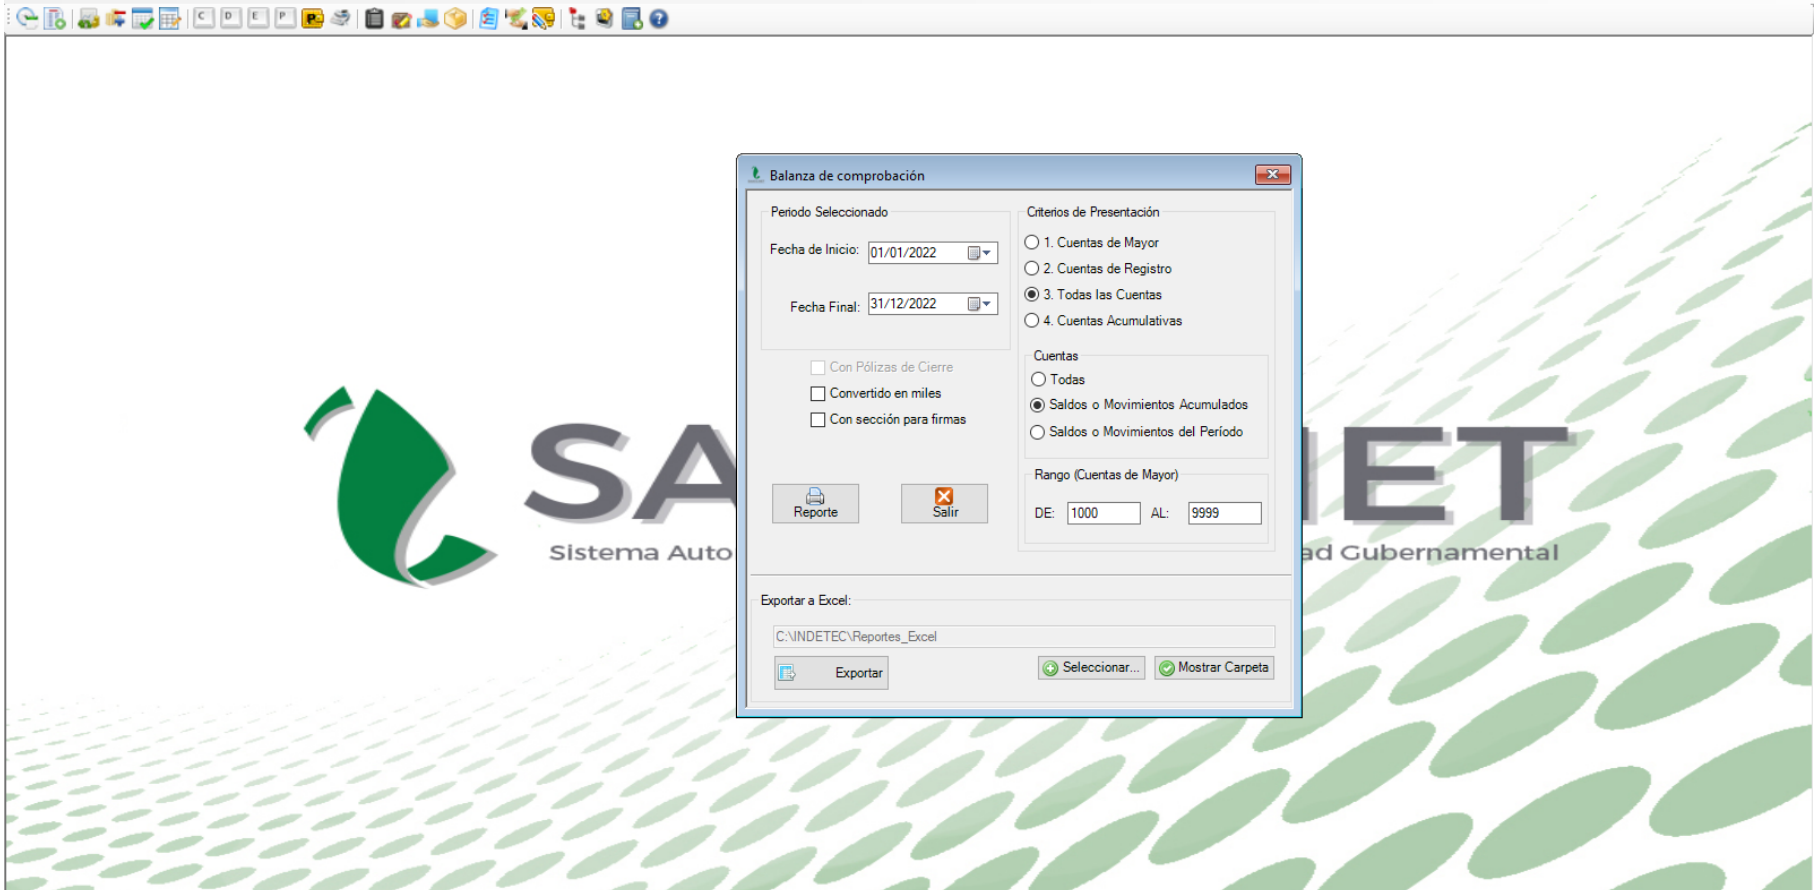 C D E P P
Balanza de comprobación
Periodo Seleccionado
Fecha de Inicio: 01/01/2022
Fecha Final: 31/12/2022
Con Pólizas de Cierre
Convertido en miles
Con sección para firmas
Reporte
Salir
Criterios de Presentación
1. Cuentas de Mayor
2. Cuentas de Registro
3. Todas las Cuentas
4. Cuentas Acumulativas
Cuentas
Todas
Saldos o Movimientos Acumulados
Saldos o Movimientos del Período
Rango (Cuentas de Mayor)
DE: 1000 AL: 9999
Exportar a Excel:
C:\INDETEC\Reportes_Excel
Exportar
Seleccionar...
Mostrar Carpeta
SA ET
Sistema Auto ad Gubernamental